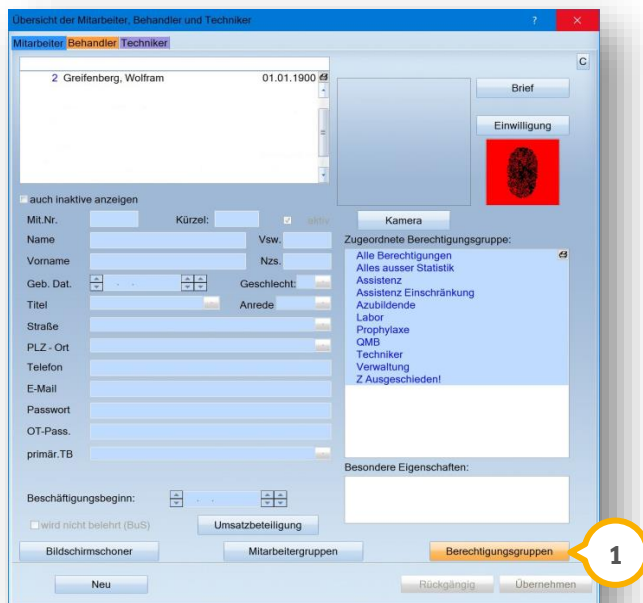 Übersicht der Mitarbeiter, Behandler und Techniker ? ×
Mitarbeiter Behandler Techniker
C
2 Greifenberg, Wolfram 01.01.1900
Brief
Einwilligung
auch inaktive anzeigen
Mit.Nr. Kürzel: aktiv Kamera
Name Vsw. Zugeordnete Berechtigungsgruppe:
Vorname Nzs.
Geb. Dat. . . Geschlecht:
Titel Anrede
Straße
PLZ - Ort
Telefon
E-Mail
Passwort
OT-Pass.
primär.TB
Alle Berechtigungen
Alles ausser Statistik
Assistenz
Assistenz Einschränkung
Azubildende
Labor
Prophylaxe
QMB
Techniker
Verwaltung
Z Ausgeschieden!
Besondere Eigenschaften:
Beschäftigungsbeginn: . .
wird nicht belehrt (BuS) Umsatzbeteiligung
Bildschirmschoner Mitarbeitergruppen Berechtigungsgruppen 1
Neu Rückgängig Übernehmen